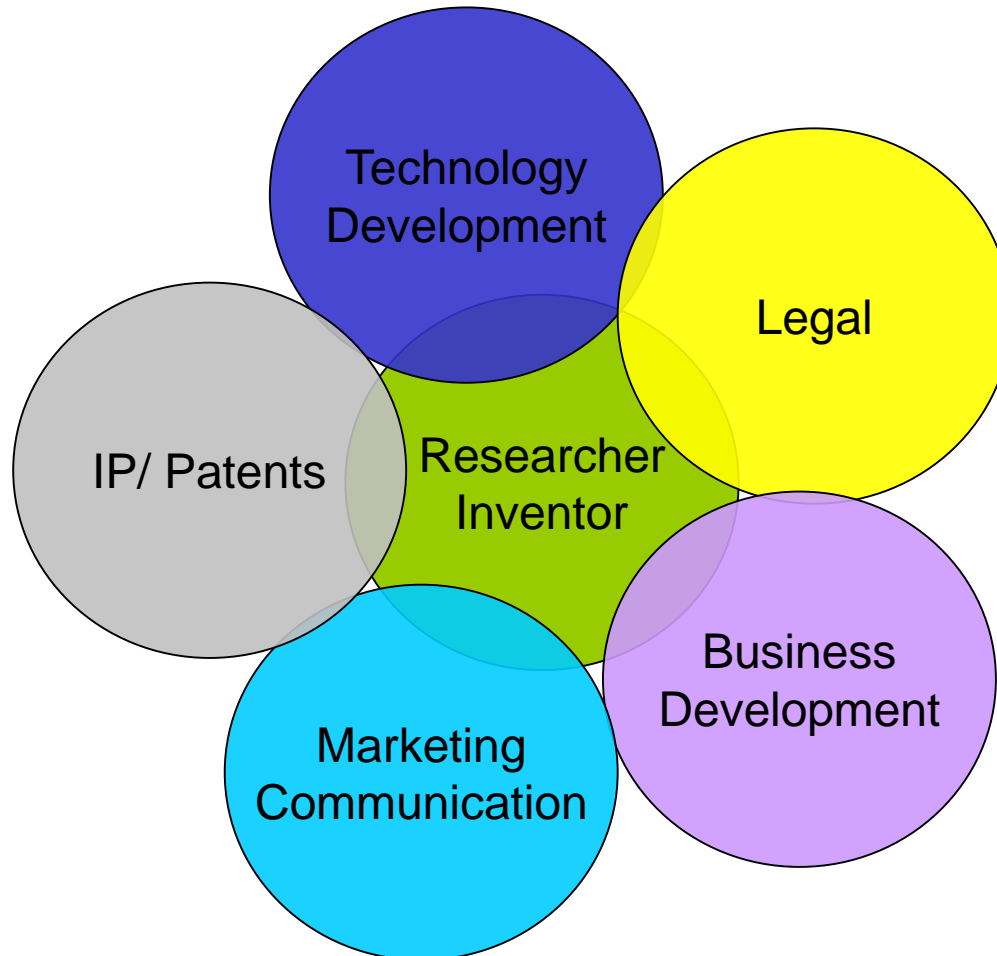 Technology
Development
Legal
IP/ Patents
Researcher
Inventor
Business
Development
Marketing
Communication